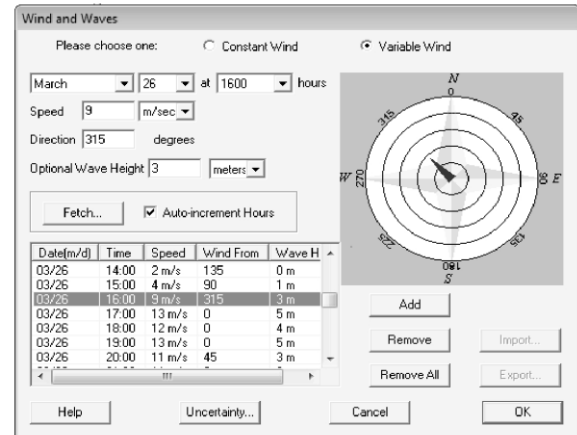 Wind and Waves
Please choose one: Constant Wind Variable Wind
March 26 at 1600 hours
Speed 9 m/sec
Direction 315 degrees
Optional Wave Height 3 meters
Fetch... Auto-increment Hours
Date(m/d) Time Speed Wind From Wave H
03/26 14:00 2 m/s 135 0 m
03/26 15:00 4 m/s 90 1 m
03/26 16:00 9 m/s 315 3 m
03/26 17:00 13 m/s 0 5 m
03/26 18:00 12 m/s 0 4 m
03/26 19:00 13 m/s 0 5 m
03/26 20:00 11 m/s 45 3 m
N
0
315 45
W 270 90 E
225 135
180
S
Add
Remove Import...
Remove All Export...
Help Uncertainty... Cancel OK